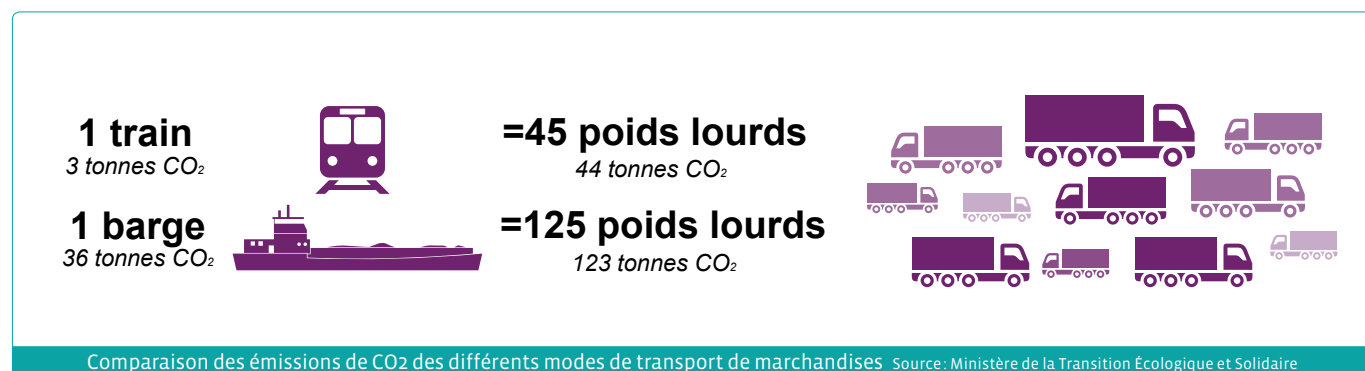 1 train
3 tonnes CO₂
=45 poids lourds
44 tonnes CO₂
1 barge
36 tonnes CO₂
=125 poids lourds
123 tonnes CO₂
Comparaison des émissions de CO2 des différents modes de transport de marchandises Source: Ministère de la Transition Écologique et Solidaire